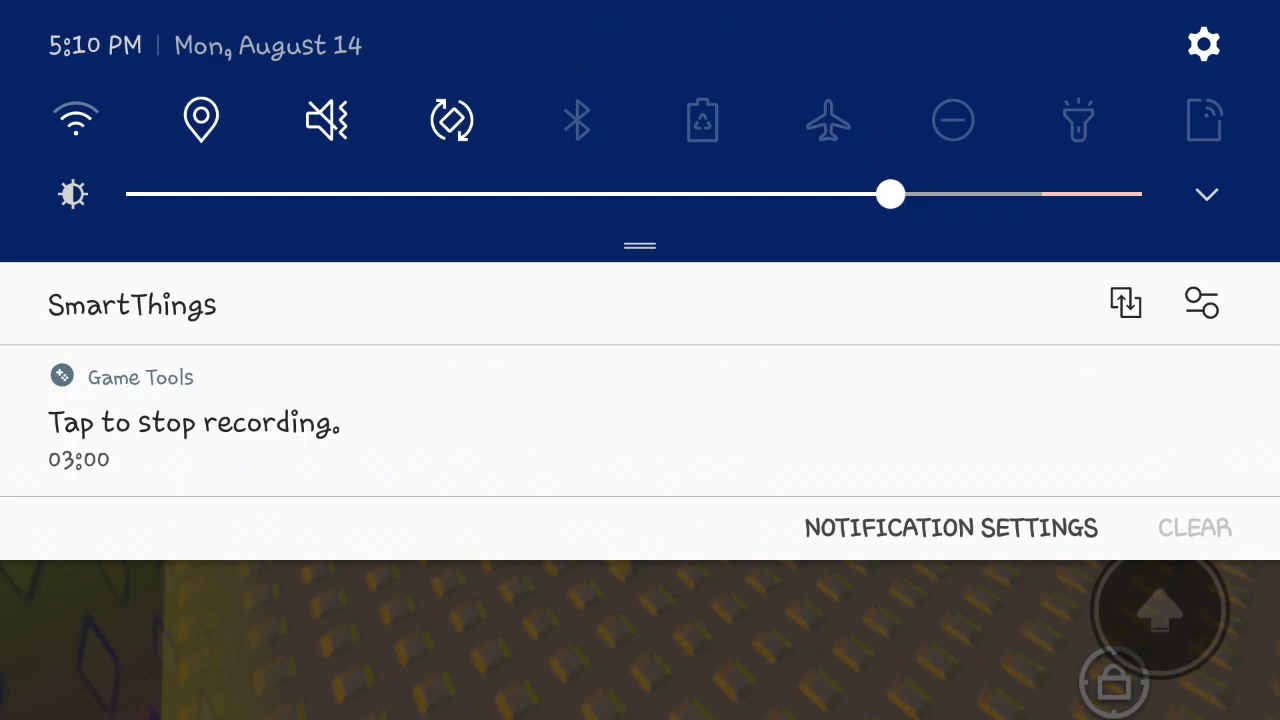 5:10 PM | Mon, August 14
SmartThings
Game Tools
Tap to stop recording.
03:00
NOTIFICATION SETTINGS CLEAR